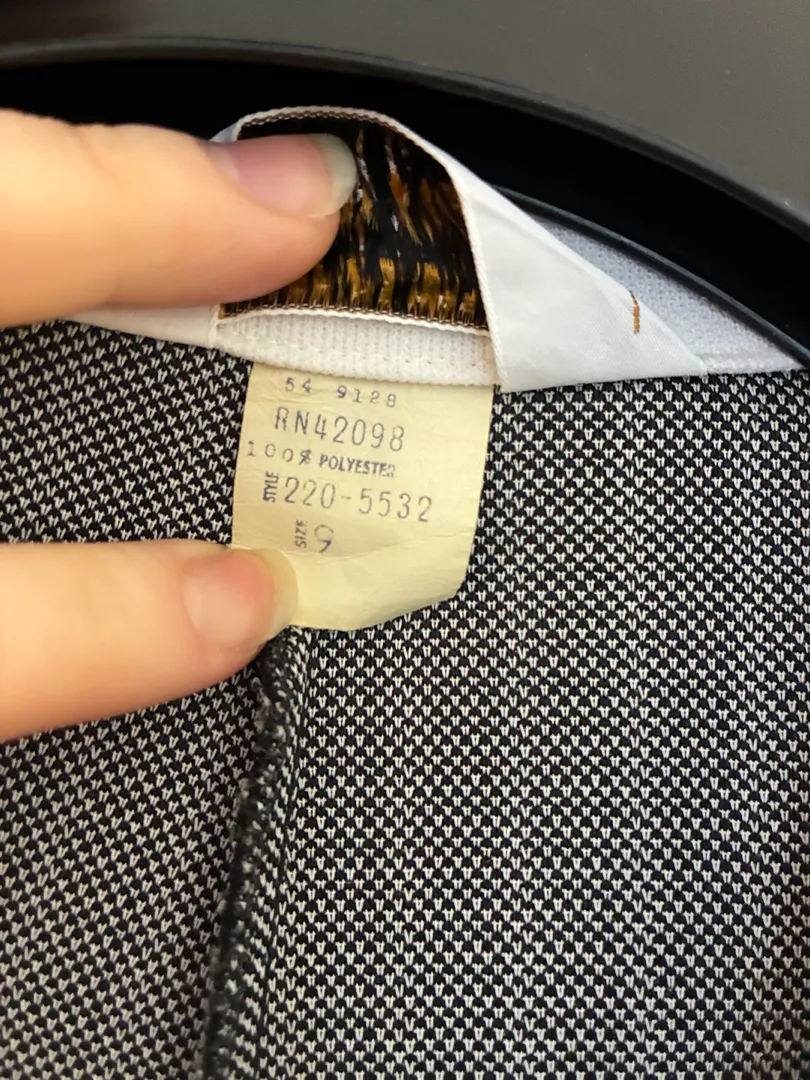 54 9128
RN42098
100% POLYESTER
STYLE 220-5532
SIZE 9